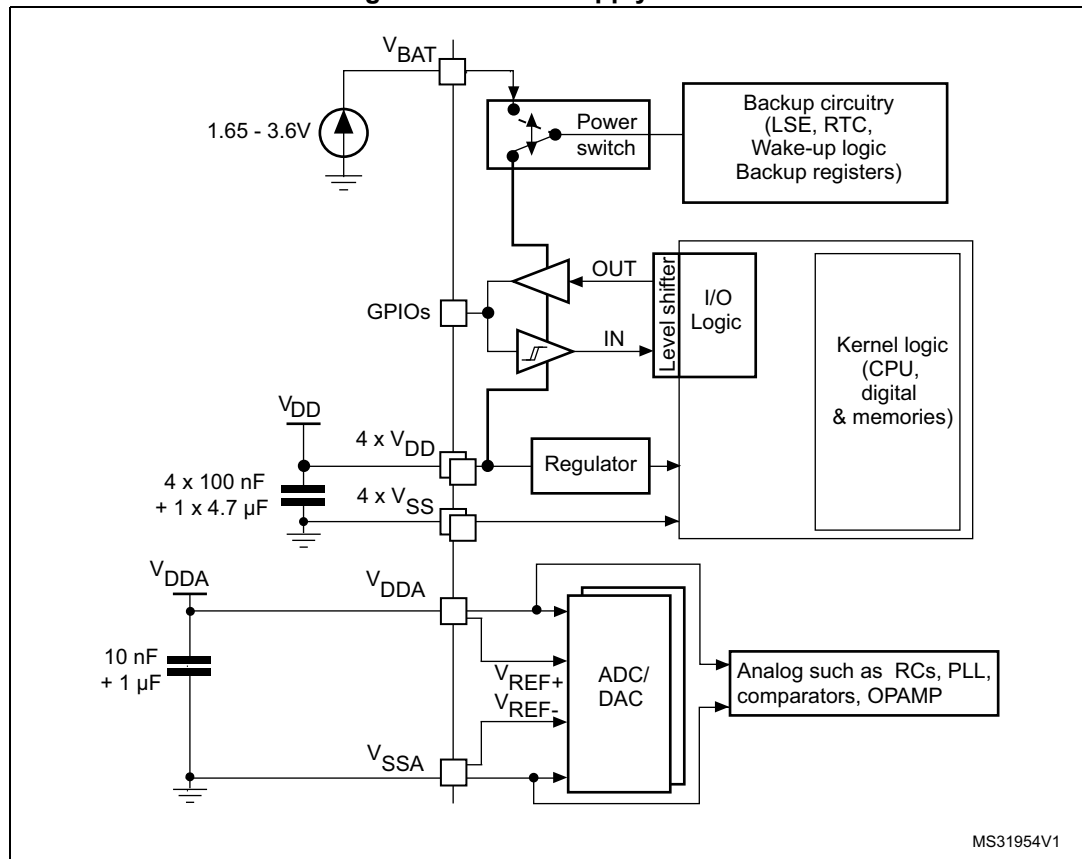 VBAT
1.65 - 3.6V
Power
switch
Backup circuitry
(LSE, RTC,
Wake-up logic
Backup registers)
OUT
GPIOs
IN
Level shifter
I/O
Logic
Kernel logic
(CPU,
digital
& memories)
VDD
4 x VDD
Regulator
4 x 100 nF
+ 1 x 4.7 µF
4 x VSS
VDDA
VDDA
10 nF
+ 1 µF
VREF+
VREF-
ADC/
DAC
Analog such as RCs, PLL,
comparators, OPAMP
VSSA
MS31954V1